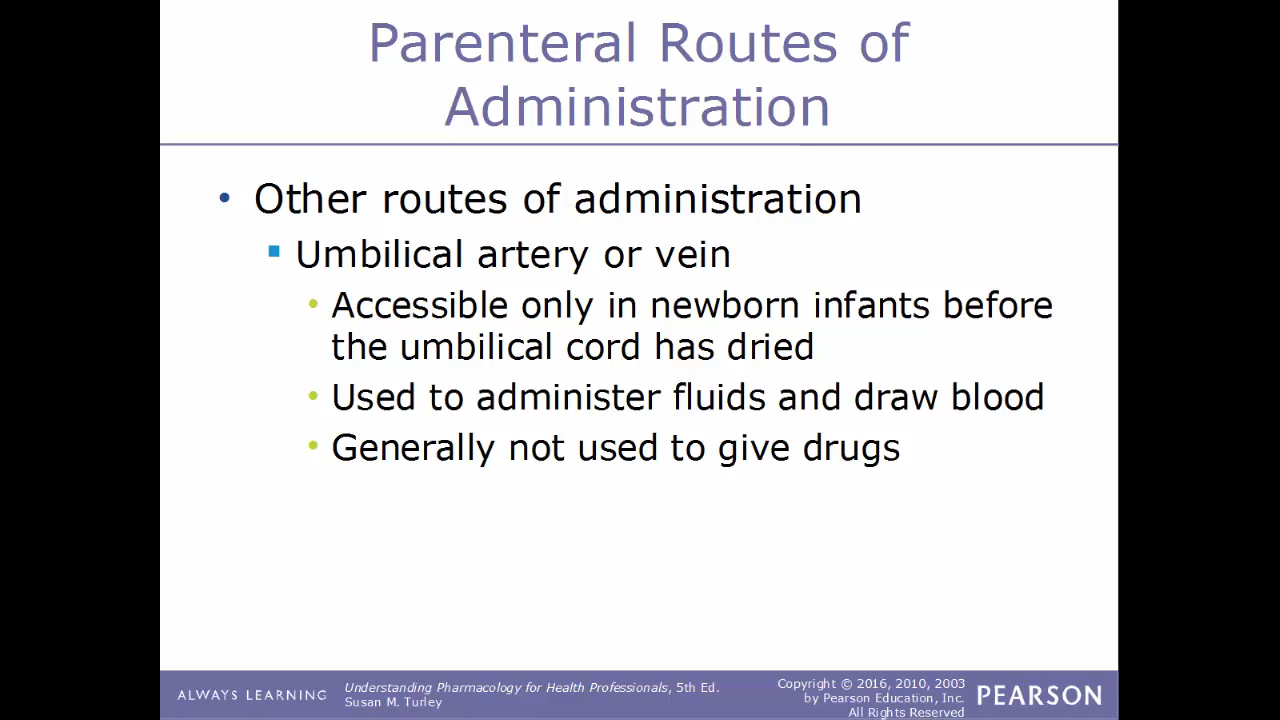 Parenteral Routes of
Administration
• Other routes of administration
▪ Umbilical artery or vein
• Accessible only in newborn infants before
the umbilical cord has dried
• Used to administer fluids and draw blood
• Generally not used to give drugs
ALWAYS LEARNING
Understanding Pharmacology for Health Professionals, 5th Ed.
Susan M. Turley
Copyright © 2016, 2010, 2003
by Pearson Education, Inc.
All Rights Reserved
PEARSON